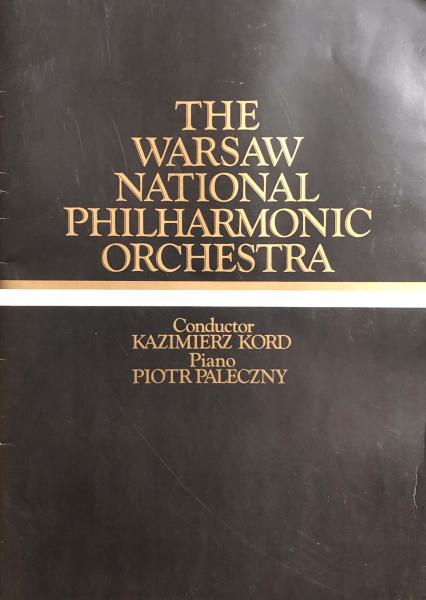 THE
WARSAW
NATIONAL
PHILHARMONIC
ORCHESTRA
Conductor
KAZIMIERZ KORD
Piano
PIOTR PALECZNY